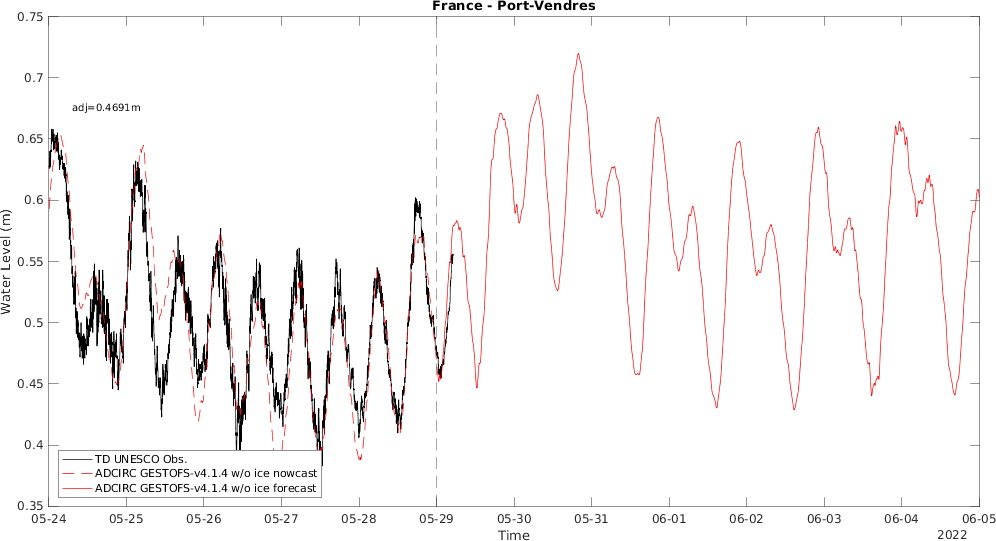 France - Port-Vendres
0.75
0.7
0.65
0.6
0.55
0.5
0.45
0.4
0.35
Water Level (m)
adj=0.4691m
TD UNESCO Obs.
ADCIRC GESTOFS-v4.1.4 w/o ice nowcast
ADCIRC GESTOFS-v4.1.4 w/o ice forecast
05-24 05-25 05-26 05-27 05-28 05-29 05-30 05-31 06-01 06-02 06-03 06-04 06-05
Time
2022